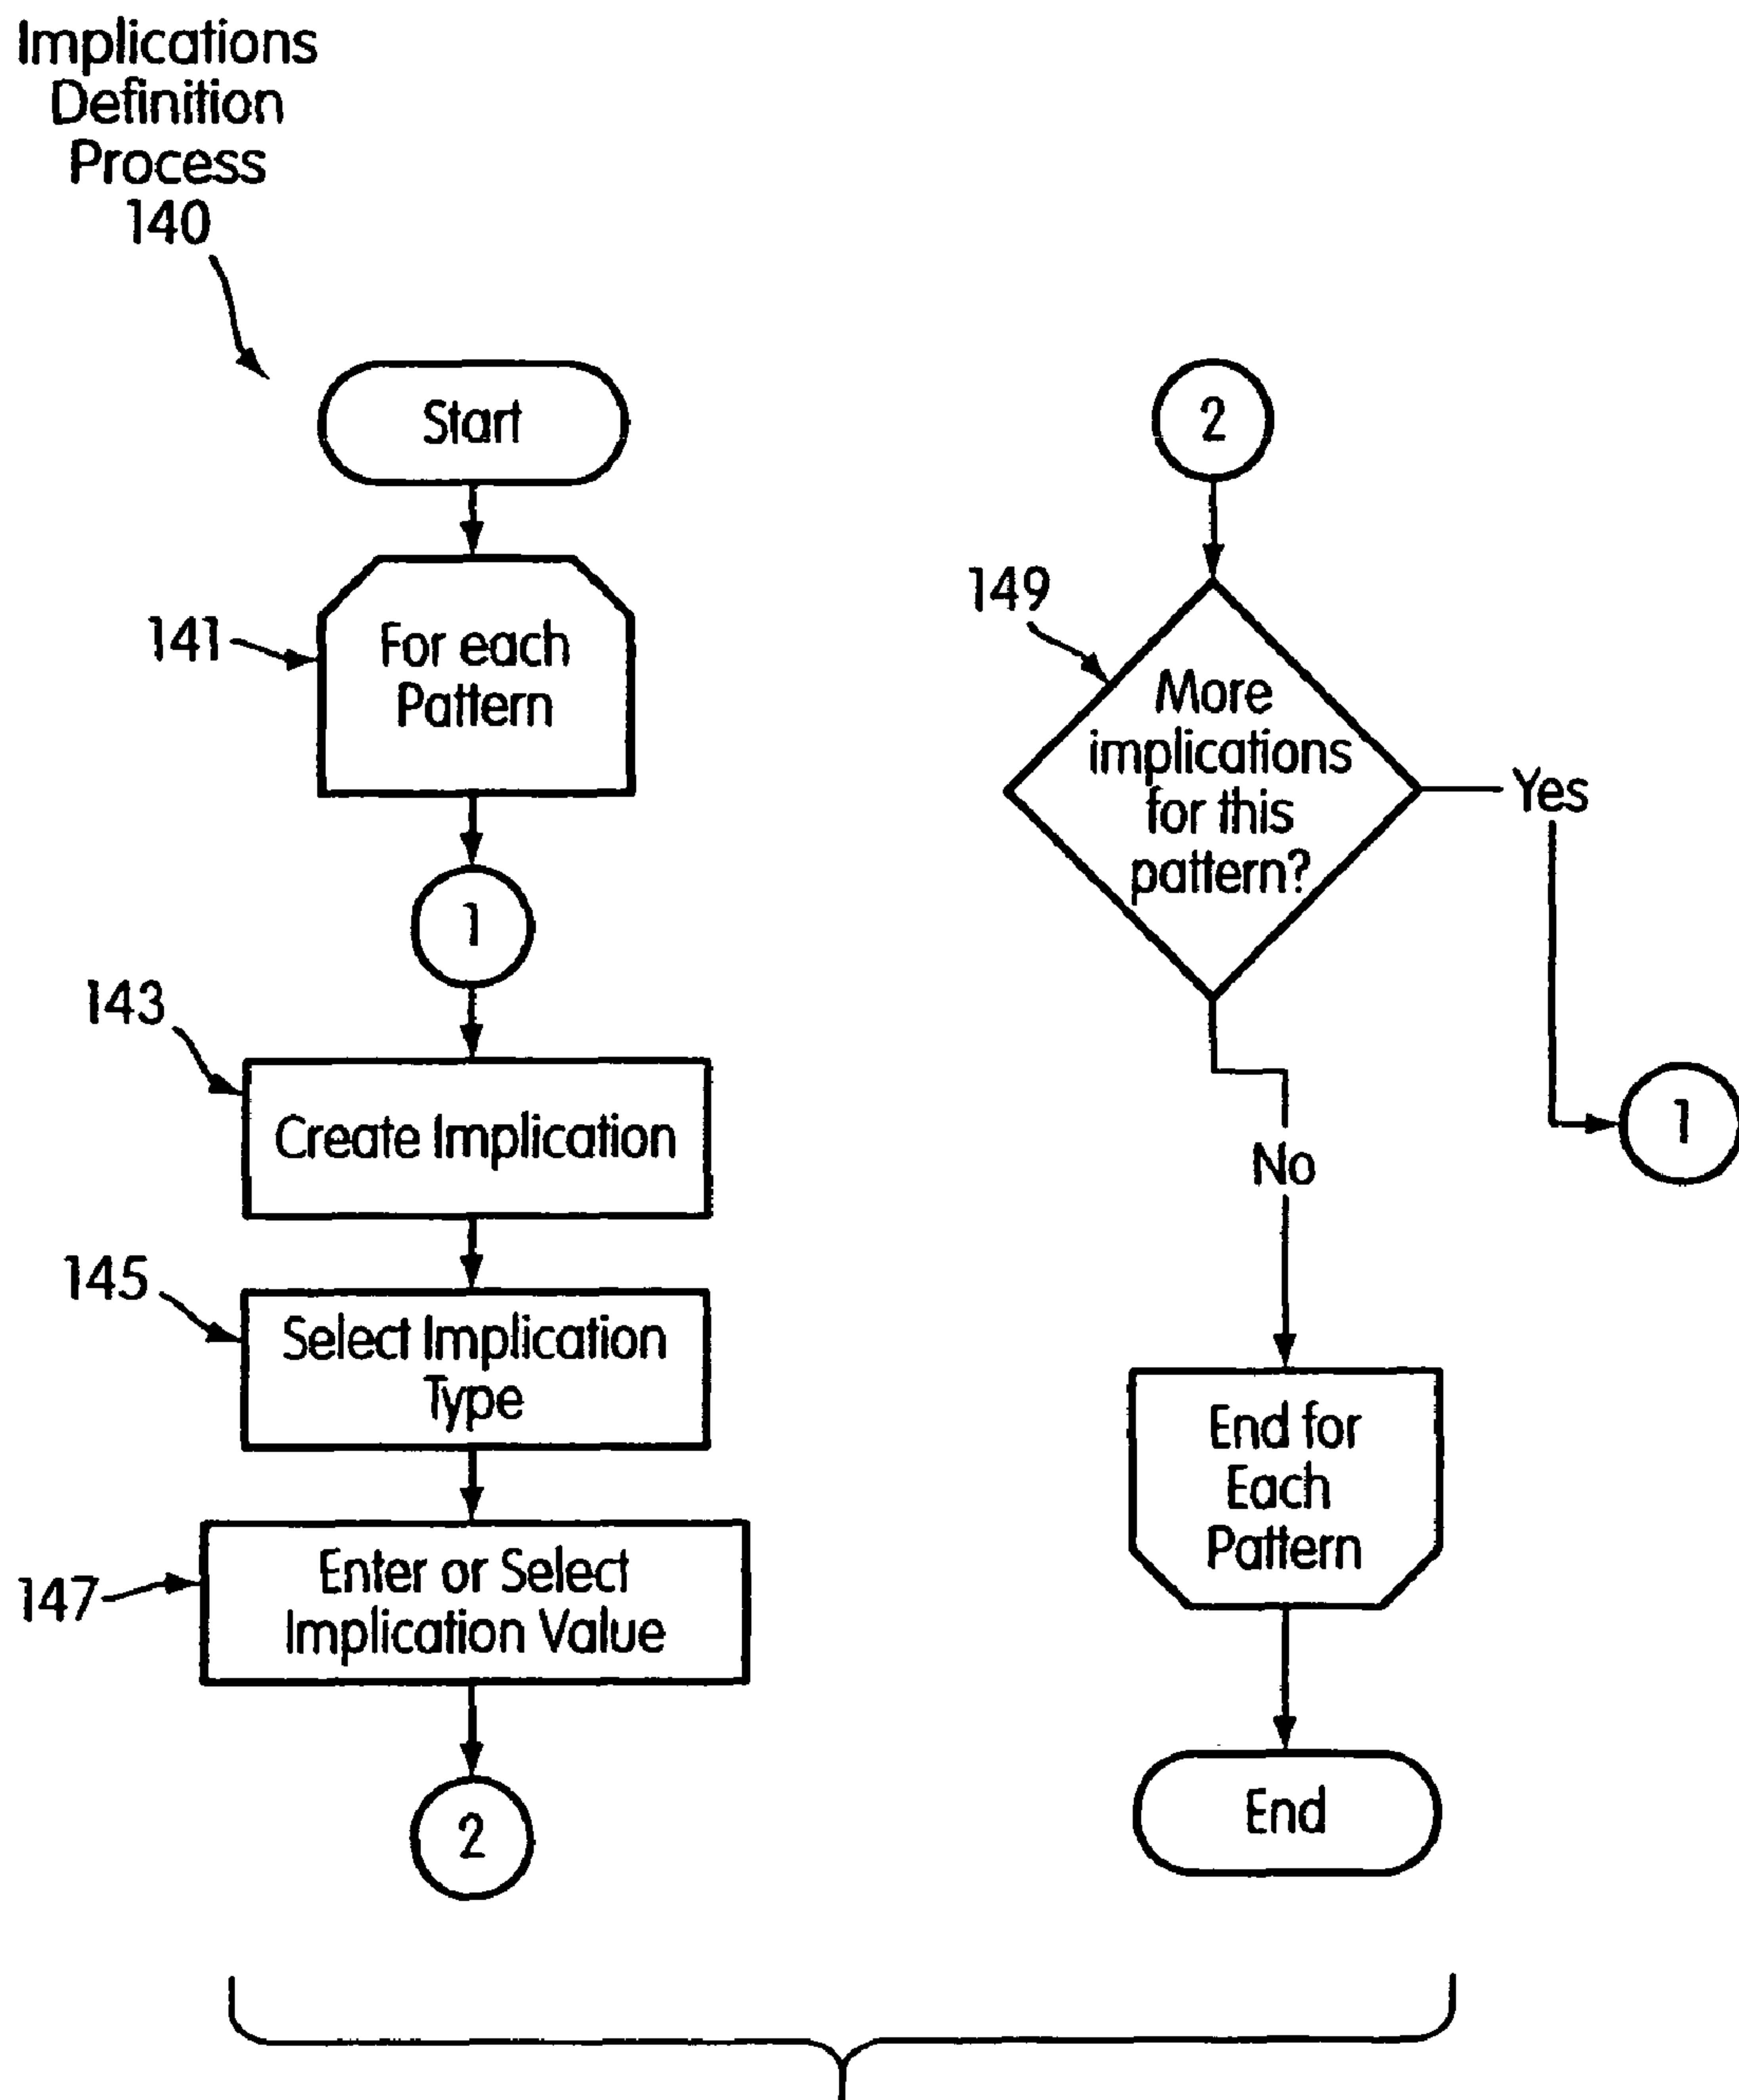 Implications
Definition
Process
140
Start
141
For each
Pattern
1
143
Create Implication
145
Select Implication
Type
147
Enter or Select
Implication Value
2
2
149
More
implications
for this
pattern?
Yes
1
No
End for
Each
Pattern
End